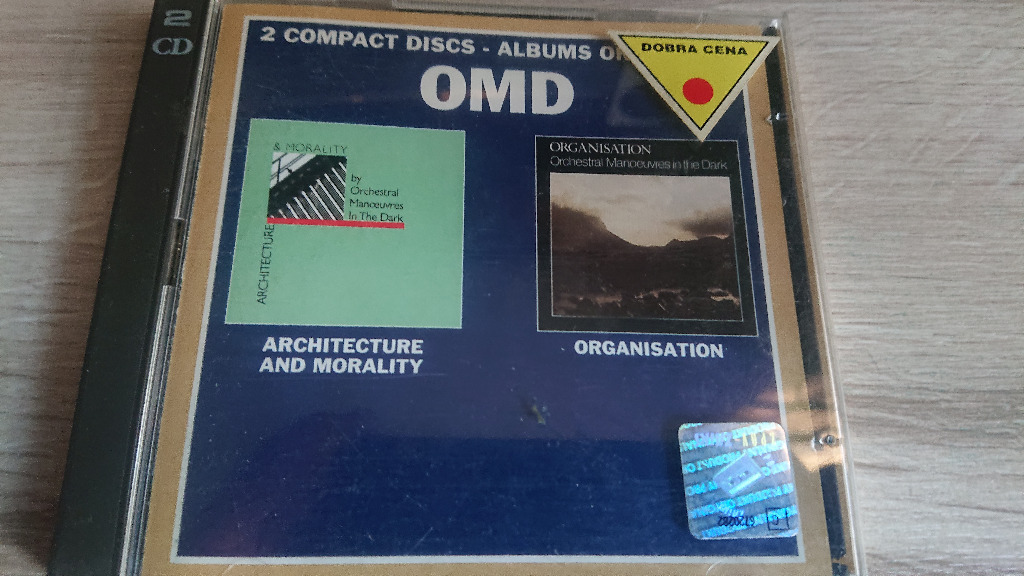 2
CD
2 COMPACT DISCS - ALBUMS
DOBRA CENA
OMD
& MORALITY
by
Orchestral
Manœuvres
In The Dark
ARCHITECTURE
ORGANISATION
Orchestral Manoeuvres in the Dark
ARCHITECTURE
AND MORALITY
ORGANISATION